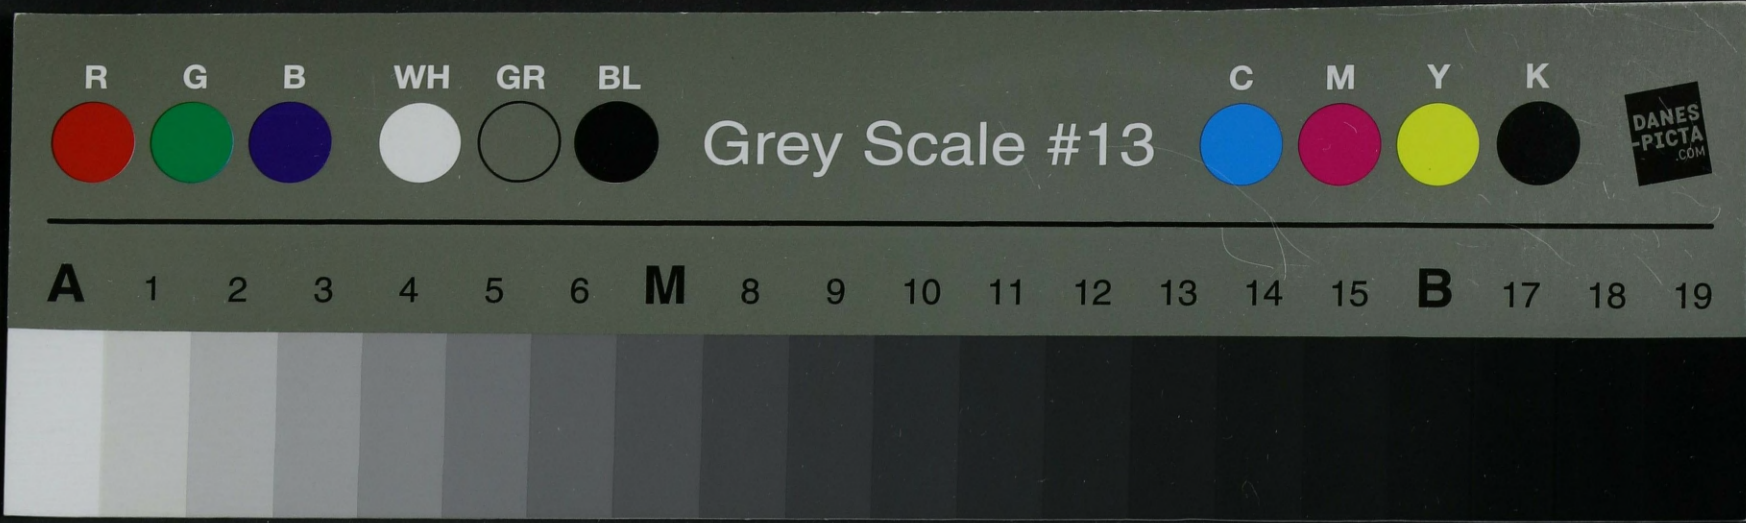 R G B WH GR BL Grey Scale #13 C M Y K
DANES
-PICTA
.COM
A 1 2 3 4 5 6 M 8 9 10 11 12 13 14 15 B 17 18 19